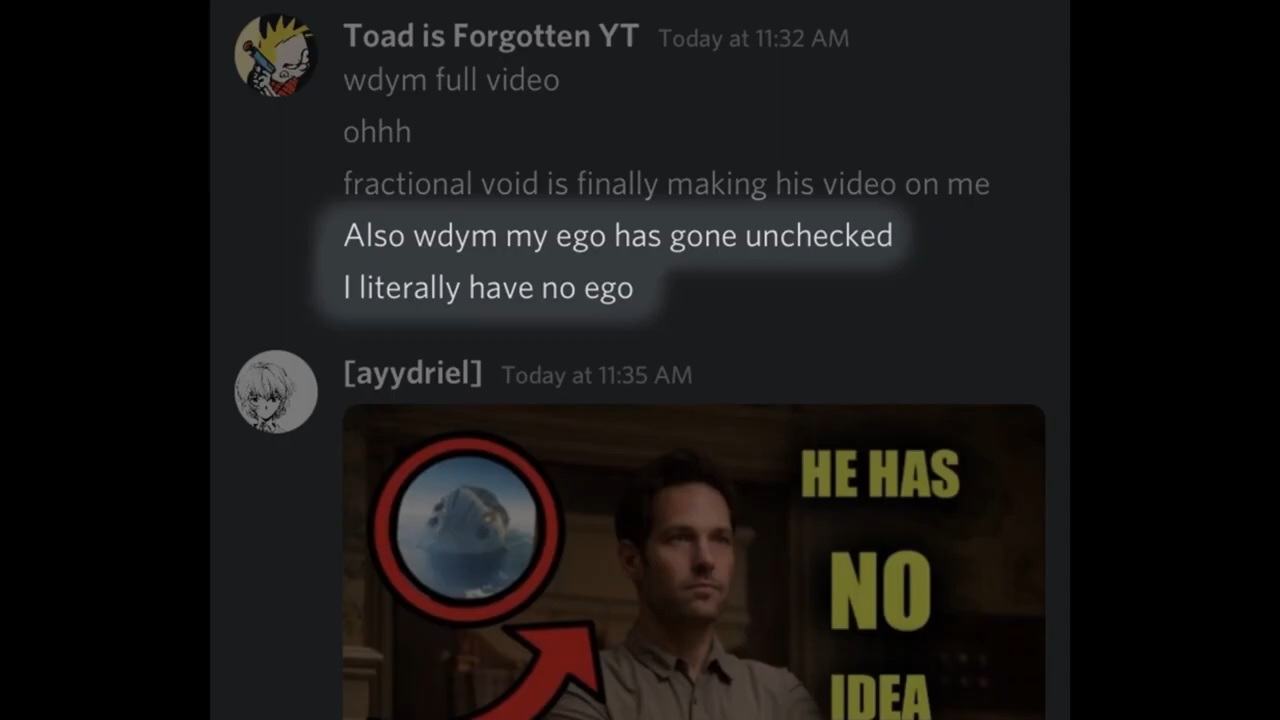 Toad is Forgotten YT Today at 11:32 AM
wdym full video
ohhh
fractional void is finally making his video on me
Also wdym my ego has gone unchecked
I literally have no ego
[ayydriel] Today at 11:35 AM
HE HAS
NO
IDEA